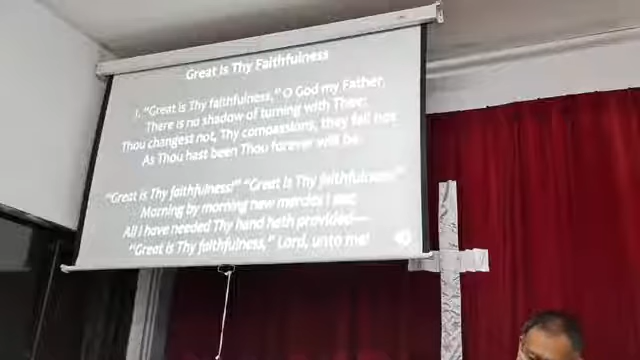 Great Is Thy Faithfulness
1. "Great is Thy faithfulness," O God my Father,
There is no shadow of turning with Thee;
Thou changest not, Thy compassions, they fail not
As Thou hast been Thou forever will be.
"Great is Thy faithfulness!" "Great is Thy faithfulness!"
Morning by morning new mercies I see;
All I have needed Thy hand hath provided—
"Great is Thy faithfulness," Lord, unto me!